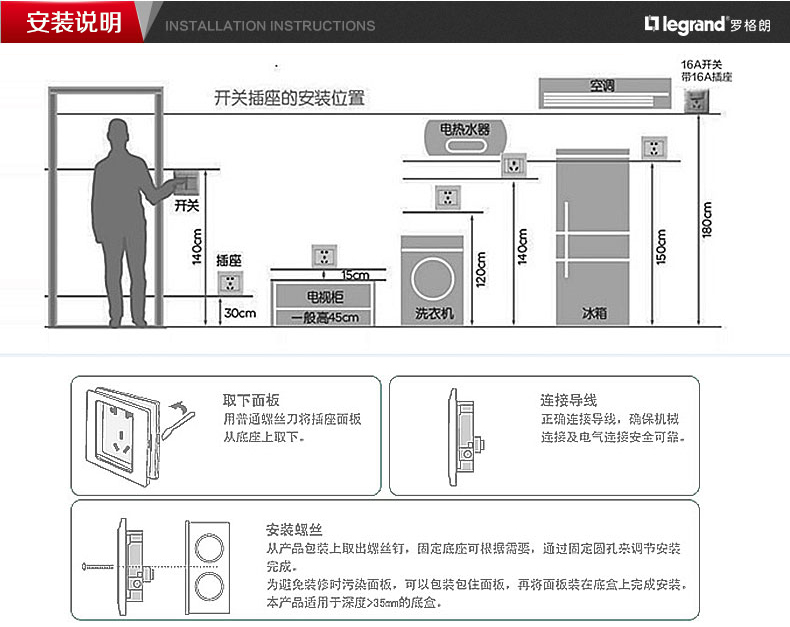 安装说明
INSTALLATION INSTRUCTIONS
legrand® 罗格朗
16A开关
带16A插座
开关插座的安装位置
空调
电热水器
开关
140cm
插座
30cm
15cm
电视柜
一般高45cm
洗衣机
120cm
140cm
冰箱
150cm
180cm
取下面板
用普通螺丝刀将插座面板
从底座上取下。
连接导线
正确连接导线，确保机械
连接及电气连接安全可靠。
安装螺丝
从产品包装上取出螺丝钉，固定底座可根据需要，通过固定圆孔来调节安装
完成。
为避免装修时污染面板，可以包装包住面板，再将面板装在底盒上完成安装。
本产品适用于深度>35mm的底盒。